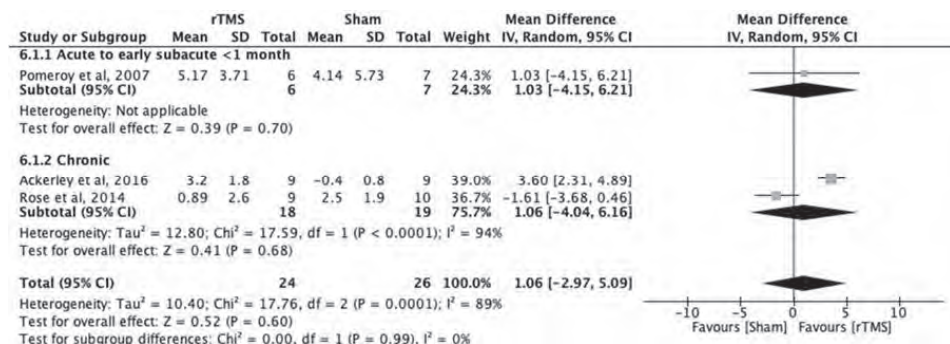 rTMS Sham Mean Difference Mean Difference
Study or Subgroup Mean SD Total Mean SD Total Weight IV, Random, 95% CI IV, Random, 95% CI
6.1.1 Acute to early subacute <1 month
Pomeroy et al, 2007 5.17 3.71 6 4.14 5.73 7 24.3% 1.03 [-4.15, 6.21]
Subtotal (95% CI) 6 7 24.3% 1.03 [-4.15, 6.21]
Heterogeneity: Not applicable
Test for overall effect: Z = 0.39 (P = 0.70)
6.1.2 Chronic
Ackerley et al, 2016 3.2 1.8 9 -0.4 0.8 9 39.0% 3.60 [2.31, 4.89]
Rose et al, 2014 0.89 2.6 9 2.5 1.9 10 36.7% -1.61 [-3.68, 0.46]
Subtotal (95% CI) 18 19 75.7% 1.06 [-4.04, 6.16]
Heterogeneity: Tau² = 12.80; Chi² = 17.59, df = 1 (P < 0.0001); I² = 94%
Test for overall effect: Z = 0.41 (P = 0.68)
Total (95% CI) 24 26 100.0% 1.06 [-2.97, 5.09]
Heterogeneity: Tau² = 10.40; Chi² = 17.76, df = 2 (P = 0.0001); I² = 89%
Test for overall effect: Z = 0.52 (P = 0.60)
Test for subgroup differences: Chi² = 0.00, df = 1 (P = 0.99), I² = 0%
-10 -5 0 5 10
Favours [Sham] Favours [rTMS]